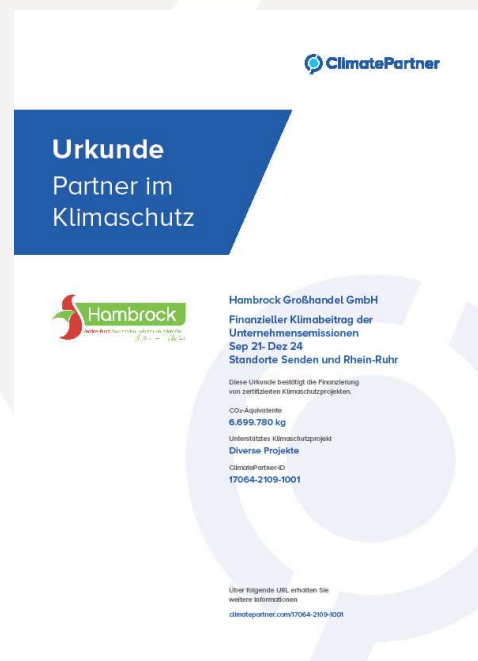 ClimatePartner
Urkunde
Partner im
Klimaschutz
Hambrock
Hambrock Großhandel GmbH
Finanzieller Klimabeitrag der
Unternehmensemissionen
Sep 21- Dez 24
Standorte Senden und Rhein-Ruhr
Diese Urkunde bestätigt die Finanzierung
von zertifizierten Klimaschutzprojekten.
CO₂-Äquivalente
6.699.780 kg
Unterstütztes Klimaschutzprojekt
Diverse Projekte
ClimatePartner-ID
17064-2109-1001
Über folgende URL erhalten Sie
weitere Informationen
climatepartner.com/17064-2109-1001